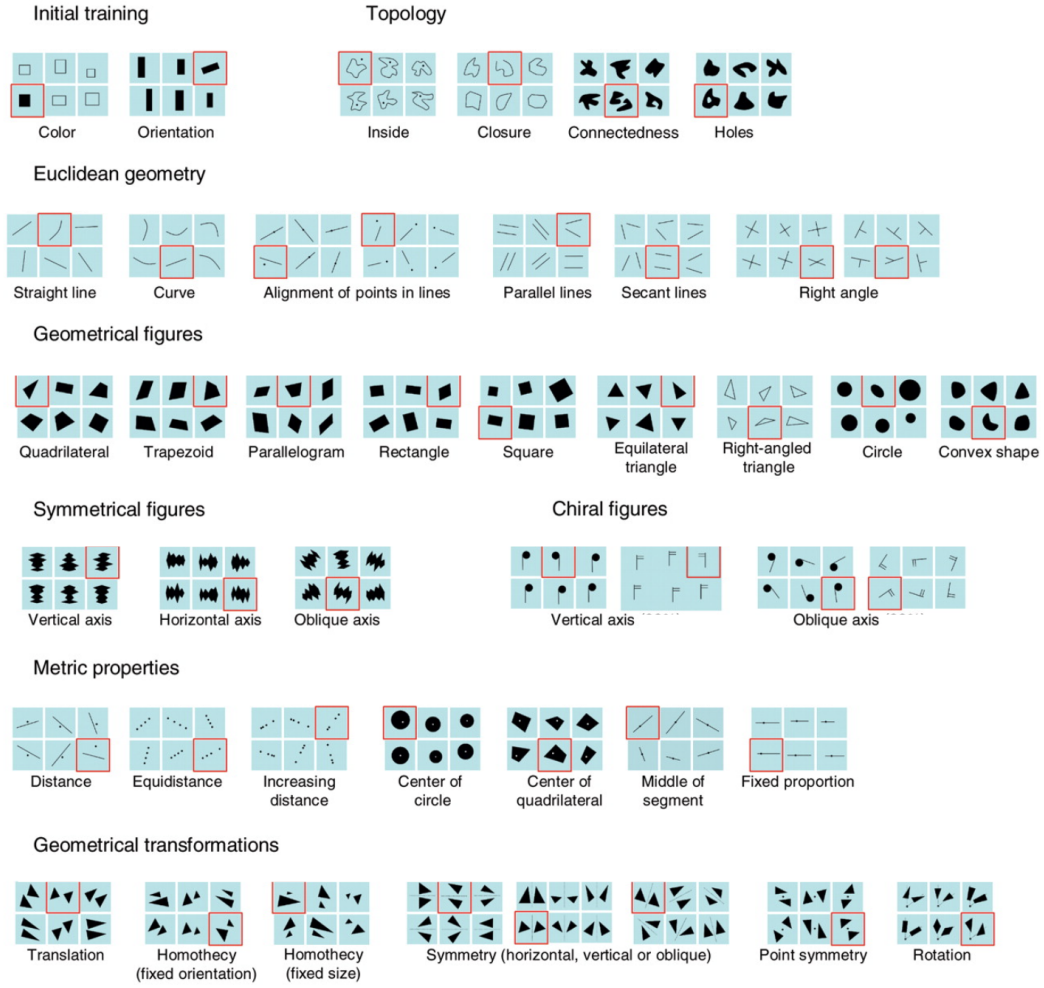 Initial training
Topology
Color
Orientation
Inside
Closure
Connectedness
Holes
Euclidean geometry
Straight line
Curve
Alignment of points in lines
Parallel lines
Secant lines
Right angle
Geometrical figures
Quadrilateral
Trapezoid
Parallelogram
Rectangle
Square
Equilateral
triangle
Right-angled
triangle
Circle
Convex shape
Symmetrical figures
Chiral figures
Vertical axis
Horizontal axis
Oblique axis
Vertical axis
Oblique axis
Metric properties
Distance
Equidistance
Increasing
distance
Center of
circle
Center of
quadrilateral
Middle of
segment
Fixed proportion
Geometrical transformations
Translation
Homothecy
(fixed orientation)
Homothecy
(fixed size)
Symmetry (horizontal, vertical or oblique)
Point symmetry
Rotation